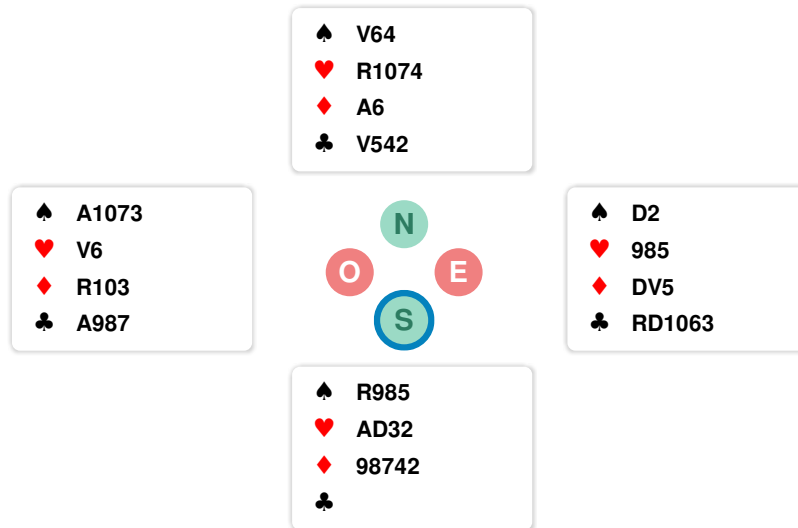 ♠ V64
♥ R1074
♦ A6
♣ V542
♠ A1073
♥ V6
♦ R103
♣ A987
N
O E
S
♠ D2
♥ 985
♦ DV5
♣ RD1063
♠ R985
♥ AD32
♦ 98742
♣